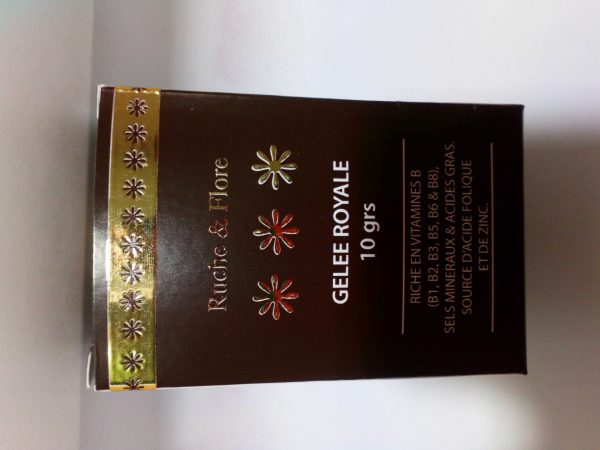 Ruche & Flore
GELEE ROYALE
10 grs
RICHE EN VITAMINES B
(B1, B2, B3, B5, B6 & B8),
SELS MINERAUX & ACIDES GRAS.
SOURCE D'ACIDE FOLIQUE
ET DE ZINC.